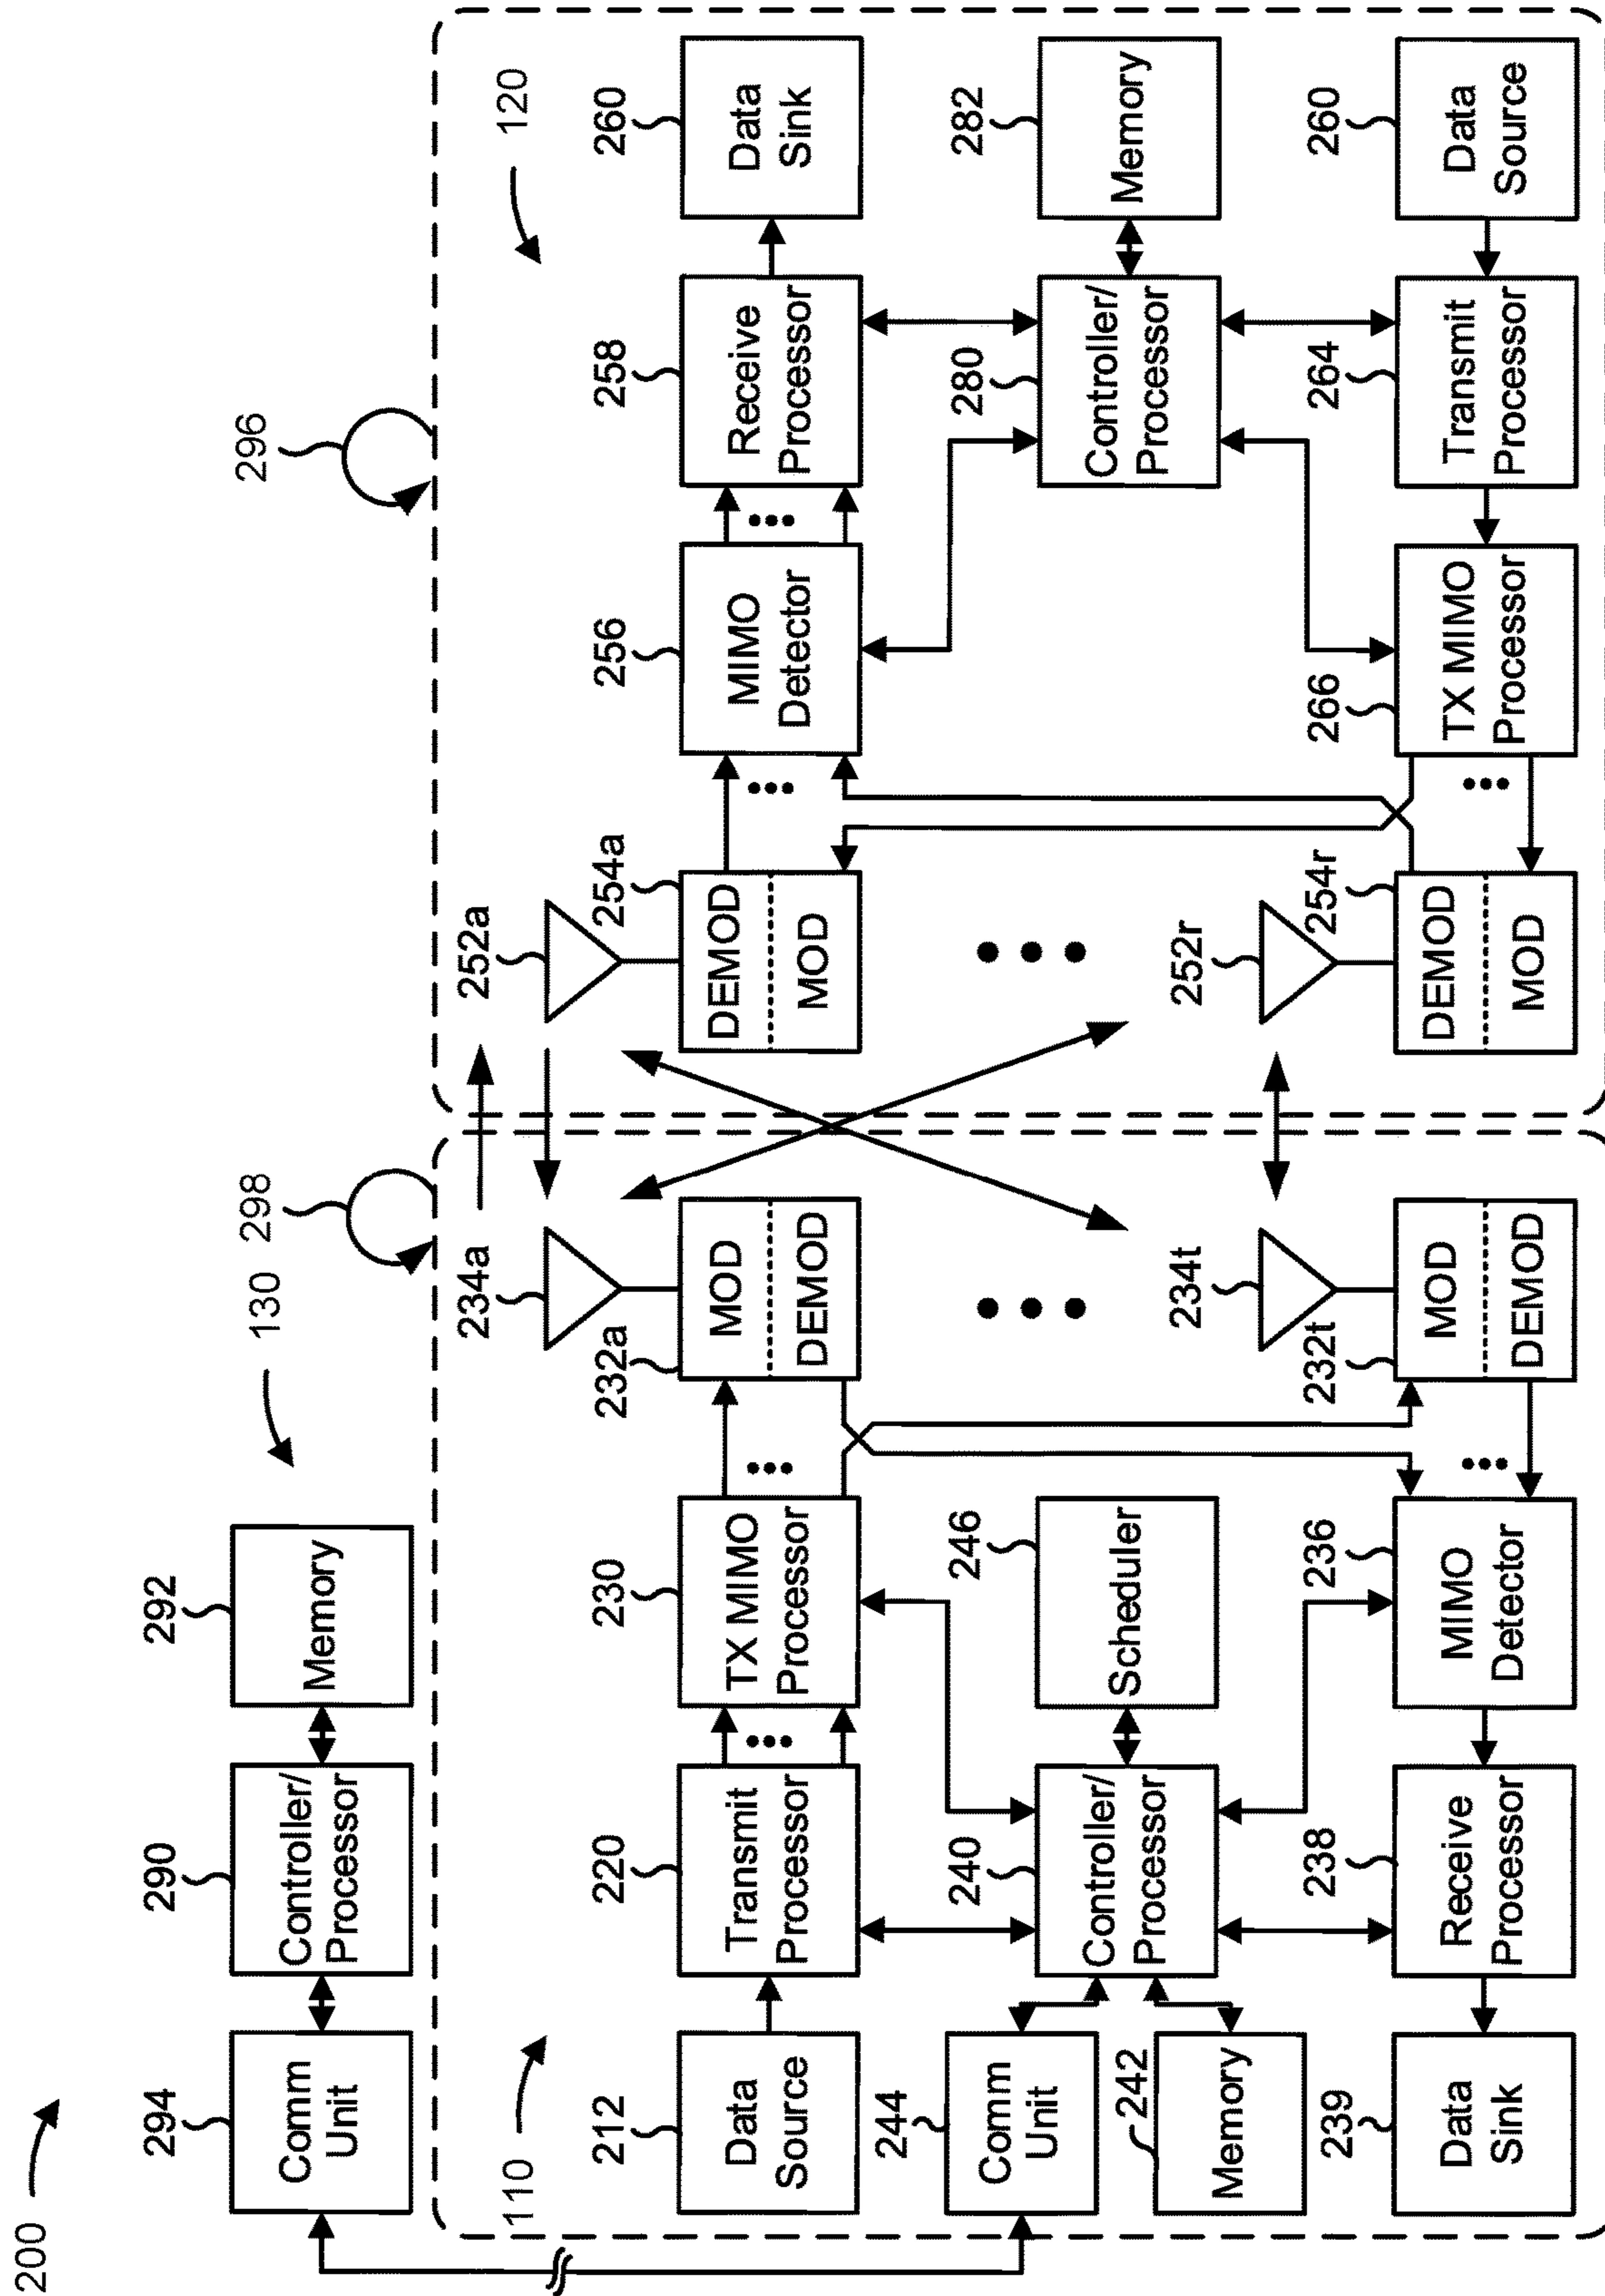 200
294
Comm
Unit
290
Controller/
Processor
292
Memory
130
298
296
110
120
212
Data
Source
220
Transmit
Processor
230
TX MIMO
Processor
232a
MOD
DEMOD
234a
252a
254a
DEMOD
MOD
256
MIMO
Detector
258
Receive
Processor
260
Data
Sink
244
Comm
Unit
242
Memory
240
Controller/
Processor
246
Scheduler
280
Controller/
Processor
282
Memory
239
Data
Sink
238
Receive
Processor
236
MIMO
Detector
232t
MOD
DEMOD
234t
252r
254r
DEMOD
MOD
266
TX MIMO
Processor
264
Transmit
Processor
260
Data
Source